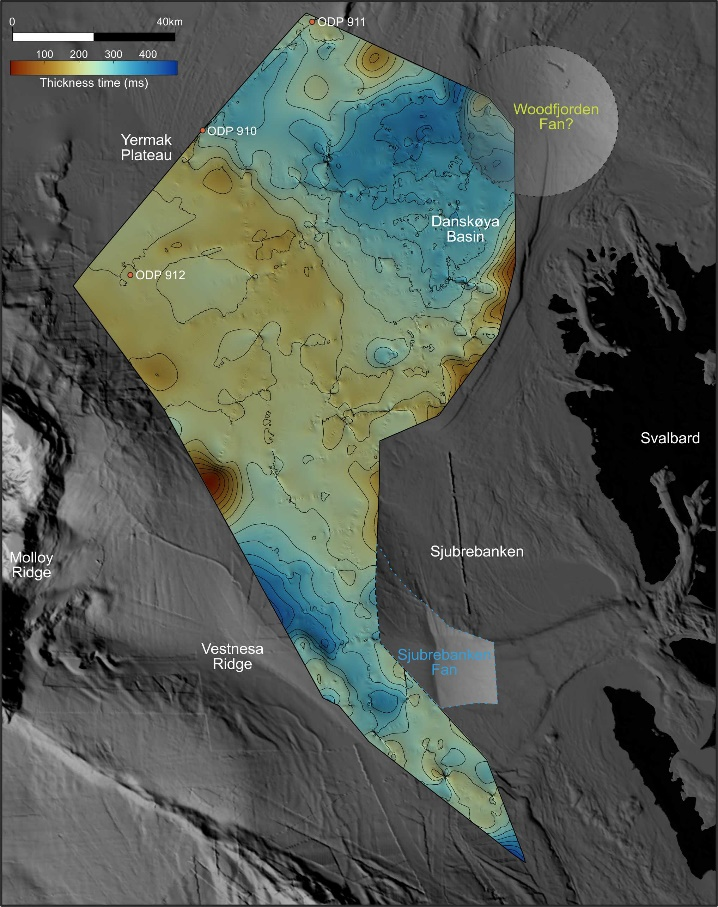 0 40km
100 200 300 400
Thickness time (ms)
ODP 911
Woodfjorden
Fan?
ODP 910
Yermak
Plateau
Danskøya
Basin
ODP 912
Svalbard
Sjubrebanken
Molloy
Ridge
Vestnesa
Ridge
Sjubrebanken
Fan